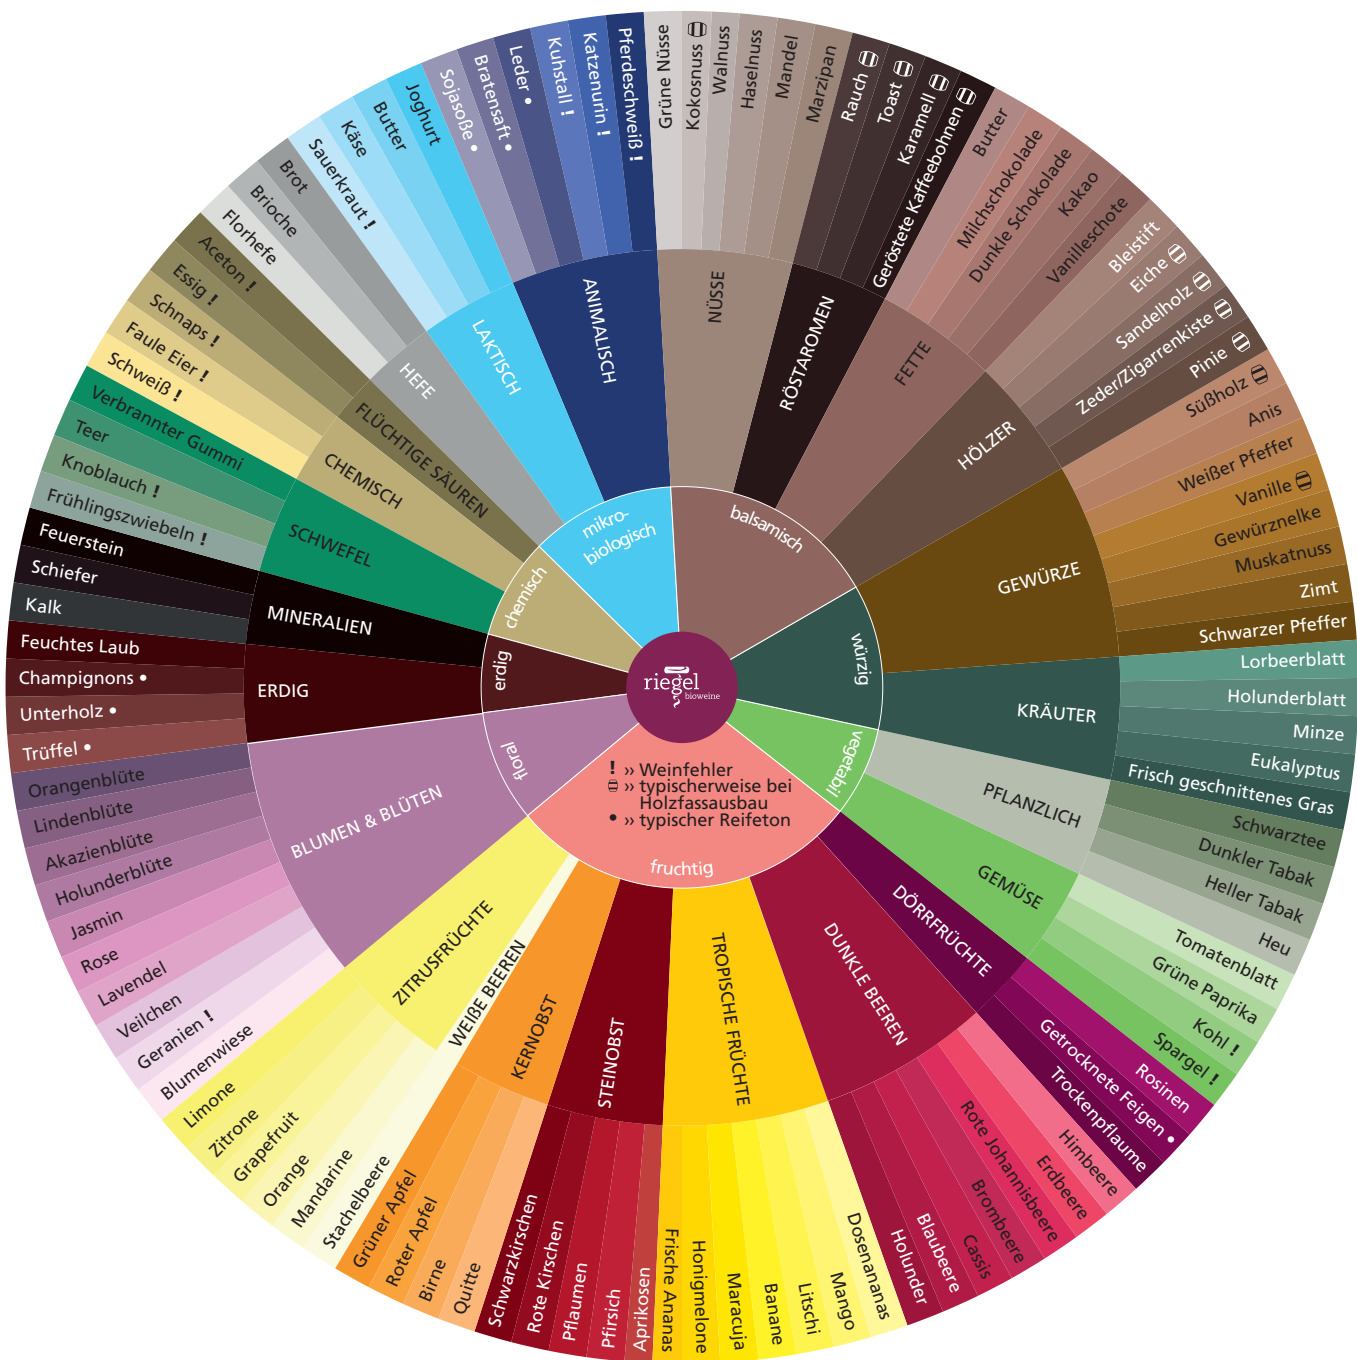 riegel
bioweine
! ›› Weinfehler
›› typischerweise bei
Holzfassausbau
• ›› typischer Reifeton
balsamisch
würzig
vegetabil
fruchtig
floral
erdig
chemisch
mikro-
biologisch
NÜSSE
RÖSTAROMEN
FETTE
HÖLZER
GEWÜRZE
KRÄUTER
PFLANZLICH
GEMÜSE
DÖRRFRÜCHTE
DUNKLE BEEREN
TROPISCHE FRÜCHTE
STEINOBST
KERNOBST
WEIẞE BEEREN
ZITRUSFRÜCHTE
BLUMEN & BLÜTEN
ERDIG
MINERALIEN
SCHWEFEL
CHEMISCH
FLÜCHTIGE SÄUREN
HEFE
LAKTISCH
ANIMALISCH
Grüne Nüsse
Kokosnuss
Walnuss
Haselnuss
Mandel
Marzipan
Rauch
Toast
Karamell
Geröstete Kaffeebohnen
Butter
Milchschokolade
Dunkle Schokolade
Kakao
Vanilleschote
Bleistift
Eiche
Sandelholz
Zeder/Zigarrenkiste
Pinie
Süßholz
Anis
Weißer Pfeffer
Vanille
Gewürznelke
Muskatnuss
Zimt
Schwarzer Pfeffer
Lorbeerblatt
Holunderblatt
Minze
Eukalyptus
Frisch geschnittenes Gras
Schwarztee
Dunkler Tabak
Heller Tabak
Heu
Tomatenblatt
Grüne Paprika
Kohl !
Spargel !
Rosinen
Getrocknete Feigen •
Trockenpflaume
Himbeere
Erdbeere
Rote Johannisbeere
Brombeere
Cassis
Blaubeere
Holunder
Dosenananas
Mango
Litschi
Banane
Maracuja
Honigmelone
Frische Ananas
Aprikosen
Pfirsich
Pflaumen
Rote Kirschen
Schwarzkirschen
Quitte
Birne
Roter Apfel
Grüner Apfel
Stachelbeere
Mandarine
Orange
Grapefruit
Zitrone
Limone
Blumenwiese
Geranien !
Veilchen
Lavendel
Rose
Jasmin
Holunderblüte
Akazienblüte
Lindenblüte
Orangenblüte
Trüffel •
Unterholz •
Champignons •
Feuchtes Laub
Kalk
Schiefer
Feuerstein
Frühlingszwiebeln !
Knoblauch !
Teer
Verbrannter Gummi
Schweiß !
Faule Eier !
Schnaps !
Essig !
Aceton !
Florhefe
Brioche
Brot
Sauerkraut !
Käse
Butter
Joghurt
Sojasoße •
Bratensaft •
Leder •
Kuhstall !
Katzenurin !
Pferdeschweiß !